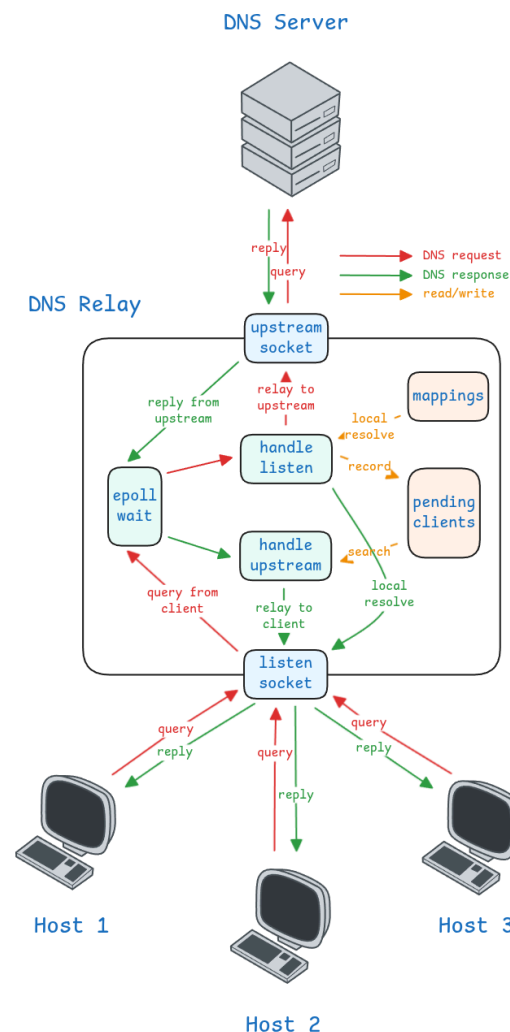 DNS Server
reply
query
DNS request
DNS response
read/write
DNS Relay
upstream
socket
relay to
upstream
reply from
upstream
mappings
local
resolve
handle
listen
record
epoll
wait
pending
clients
handle
upstream
search
query from
client
relay to
client
local
resolve
listen
socket
query
reply
query
reply
query
reply
Host 1
Host 3
Host 2